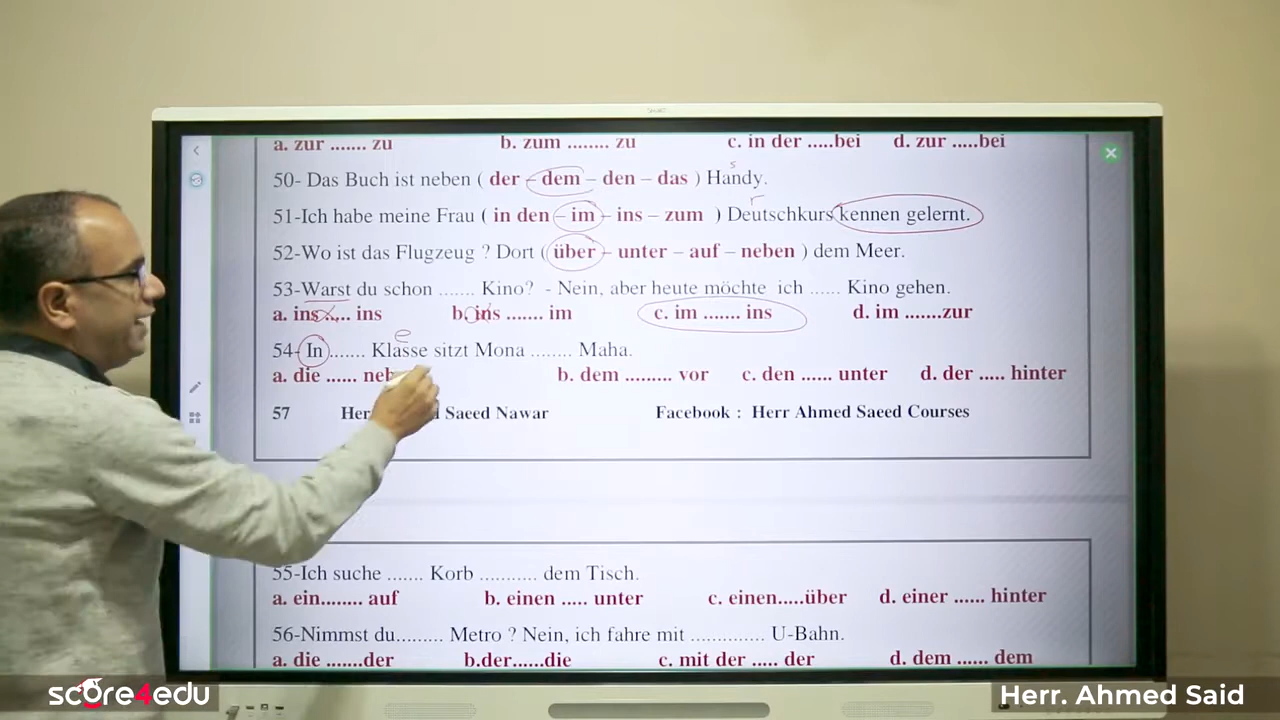 a. zur ....... zu b. zum ........ zu c. in der .....bei d. zur .....bei
s
50- Das Buch ist neben ( der – dem – den – das ) Handy.
r
51-Ich habe meine Frau ( in den – im – ins – zum ) Deutschkurs kennen gelernt.
52-Wo ist das Flugzeug ? Dort ( über – unter – auf – neben ) dem Meer.
53-Warst du schon ....... Kino? - Nein, aber heute möchte ich ...... Kino gehen.
a. ins ...... ins b. ins ....... im c. im ....... ins d. im .......zur
e
54- In ....... Klasse sitzt Mona ........ Maha.
a. die ...... b. dem ......... vor c. den ...... unter d. der ..... hinter
57 Saeed Nawar Facebook : Herr Ahmed Saeed Courses
55-Ich suche ....... Korb ........... dem Tisch.
a. ein........ auf b. einen ..... unter c. einen.....über d. einer ...... hinter
56-Nimmst du......... Metro ? Nein, ich fahre mit .............. U-Bahn.
a. die .......der b.der......die c. mit der ..... der d. dem ...... dem
score4edu
Herr. Ahmed Said